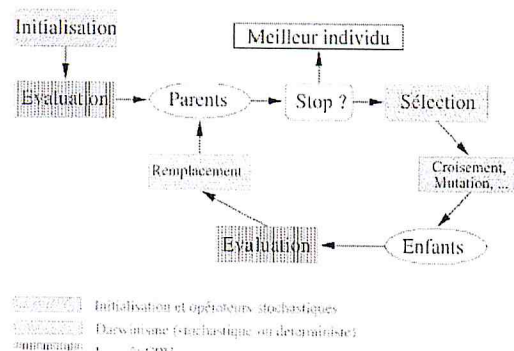 Initialisation
Meilleur individu
Evaluation
Parents
Stop ?
Sélection
Remplacement
Croisement,
Mutation, ...
Evaluation
Enfants
Initialisation et opérateurs stochastiques
Darwinisme (stochastique ou déterministe)